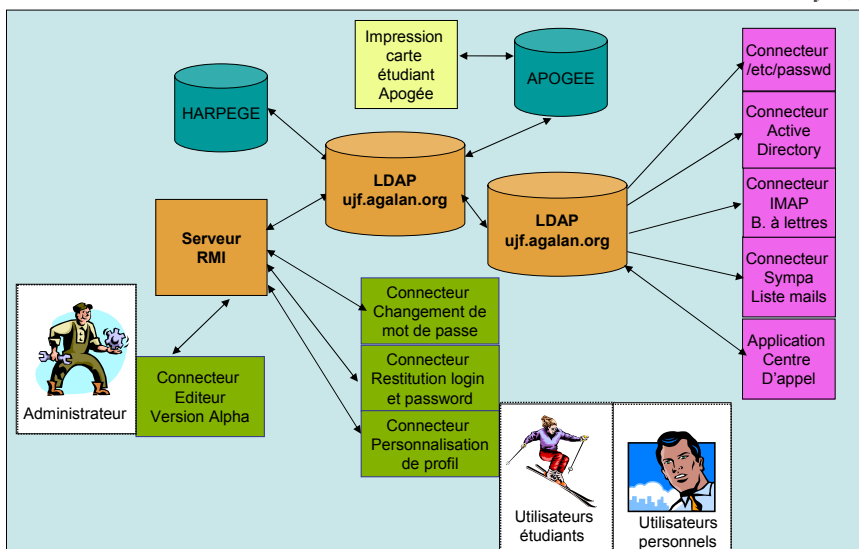 Impression
carte
étudiant
Apogée
APOGEE
HARPEGE
LDAP
ujf.agalan.org
LDAP
ujf.agalan.org
Serveur
RMI
Connecteur
/etc/passwd
Connecteur
Active
Directory
Connecteur
IMAP
B. à lettres
Connecteur
Sympa
Liste mails
Application
Centre
D'appel
Connecteur
Changement de
mot de passe
Connecteur
Restitution login
et password
Connecteur
Personnalisation
de profil
Administrateur
Connecteur
Editeur
Version Alpha
Utilisateurs
étudiants
Utilisateurs
personnels